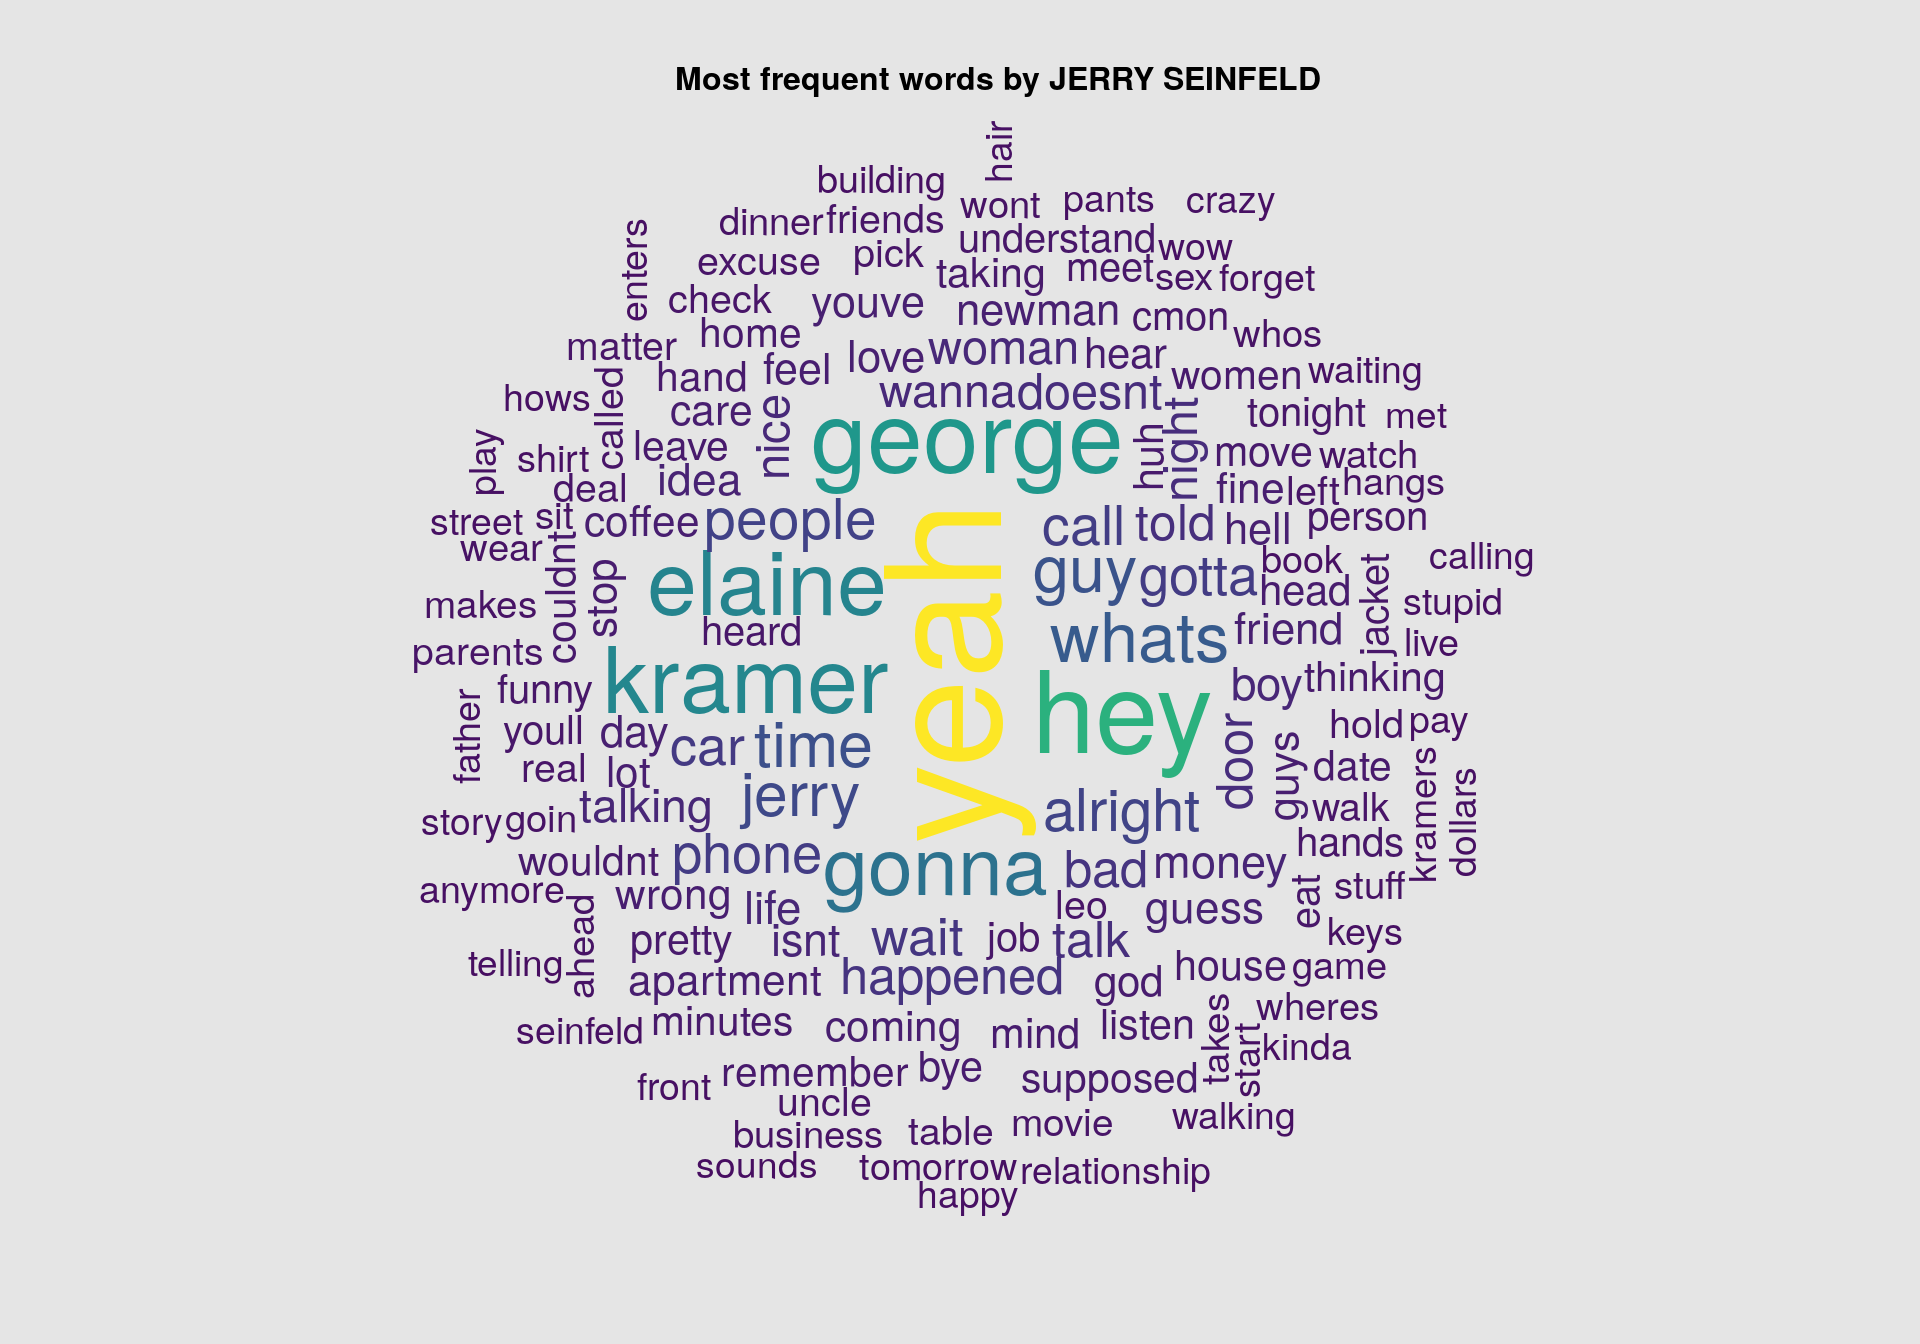 Most frequent words by JERRY SEINFELD
hair
building
wont pants crazy
dinner friends
enters
understand wow
excuse pick
taking meet sex forget
check youve
newman cmon
home whos
matter
love woman hear
hand feel
women waiting
hows called
wanna doesnt
care nice
night tonight met
george
play
shirt leave
huh move watch
deal idea
fine left hangs
street sit coffee people
call told hell person
wear couldnt
yeah
guy gotta book calling
elaine
stop
head jacket stupid
makes
heard
whats friend live
parents
kramer
hey boy thinking
funny
father
youll day car time
door guys hold pay
real lot
date kramers dollars
talking jerry
alright walk
story goin
wouldnt phone gonna
bad money hands
anymore wrong life
leo guess eat stuff
ahead
pretty isnt wait job talk
keys
telling
apartment happened god house game
seinfeld minutes coming mind listen takes wheres
start kinda
front remember bye supposed
uncle
business table movie walking
sounds tomorrow relationship
happy